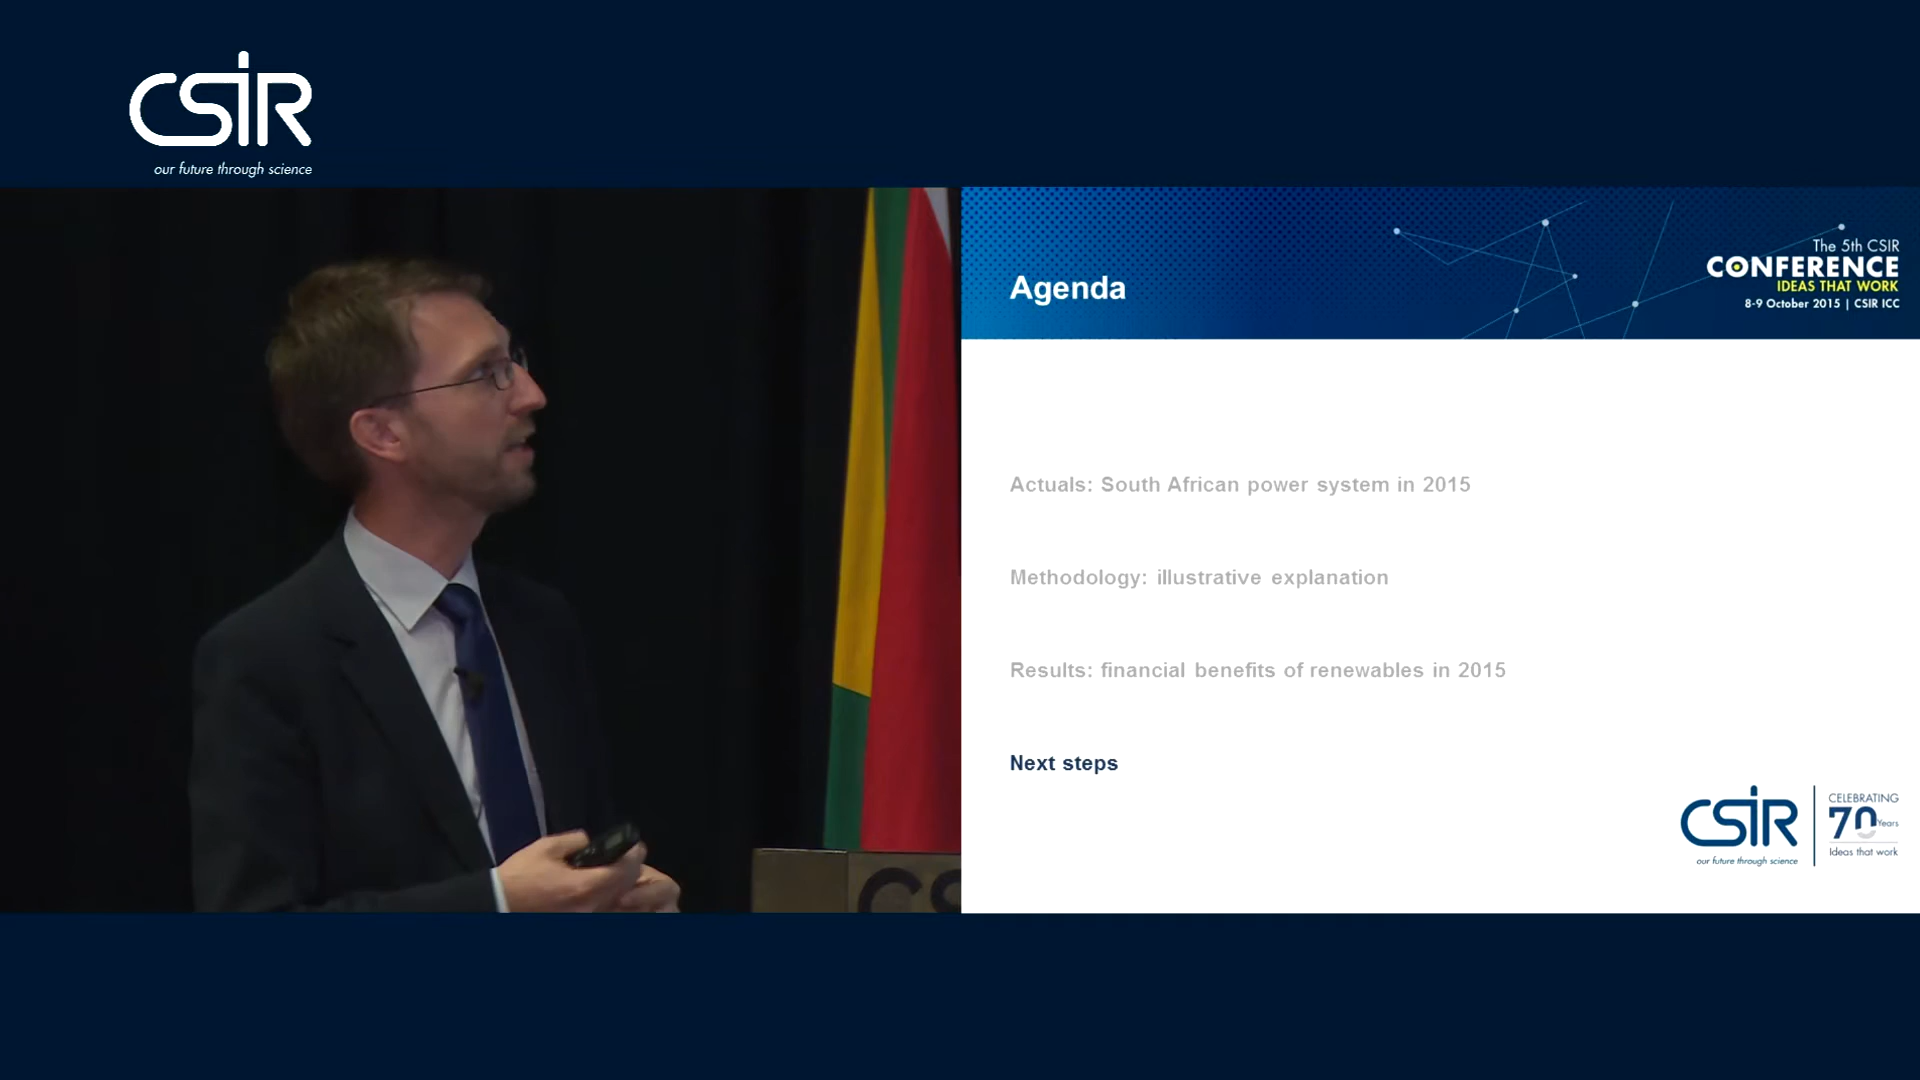 CSIR
our future through science
Agenda
The 5th CSIR
CONFERENCE
IDEAS THAT WORK
8-9 October 2015 | CSIR ICC
Actuals: South African power system in 2015
Methodology: illustrative explanation
Results: financial benefits of renewables in 2015
Next steps
CSIR
our future through science
CELEBRATING
70 Years
Ideas that work
CS